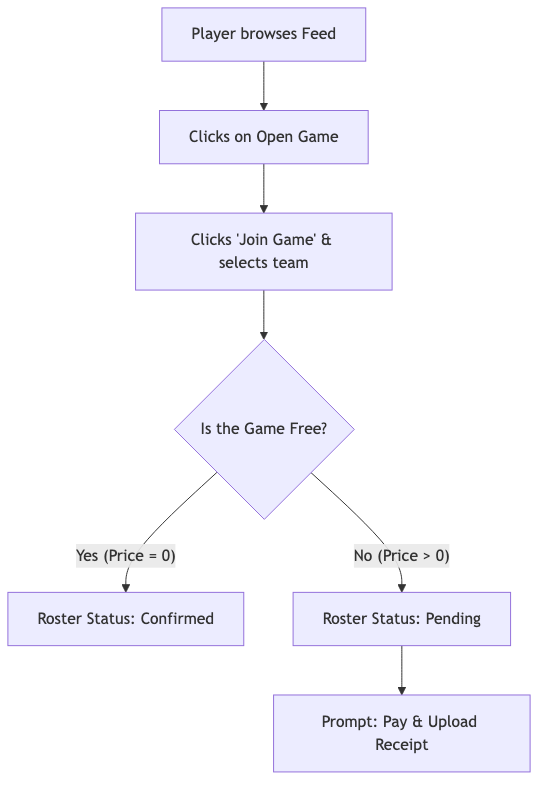 Player browses Feed
Clicks on Open Game
Clicks 'Join Game' &
selects team
Is the Game Free?
Yes (Price = 0)
No (Price > 0)
Roster Status: Confirmed
Roster Status: Pending
Prompt: Pay & Upload
Receipt